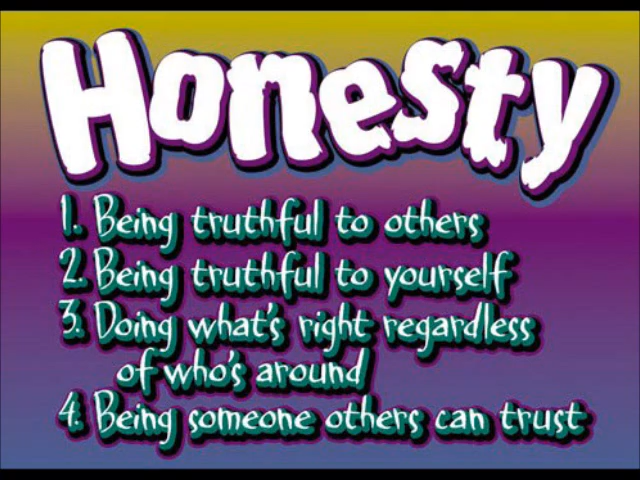 Honesty
1. Being truthful to others
2. Being truthful to yourself
3. Doing what's right regardless
of who's around
4. Being someone others can trust